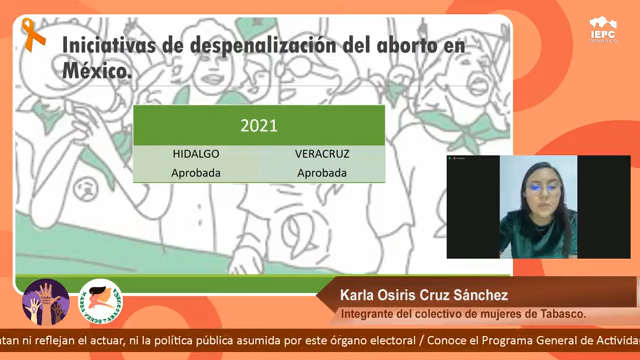 Iniciativas de despenalización del aborto en
México.
IEPC
TABASCO
2021
HIDALGO VERACRUZ
Aprobada Aprobada
Karla Osiris Cruz Sánchez
Integrante del colectivo de mujeres de Tabasco.
tan ni reflejan el actuar, ni la política pública asumida por este órgano electoral / Conoce el Programa General de Activida